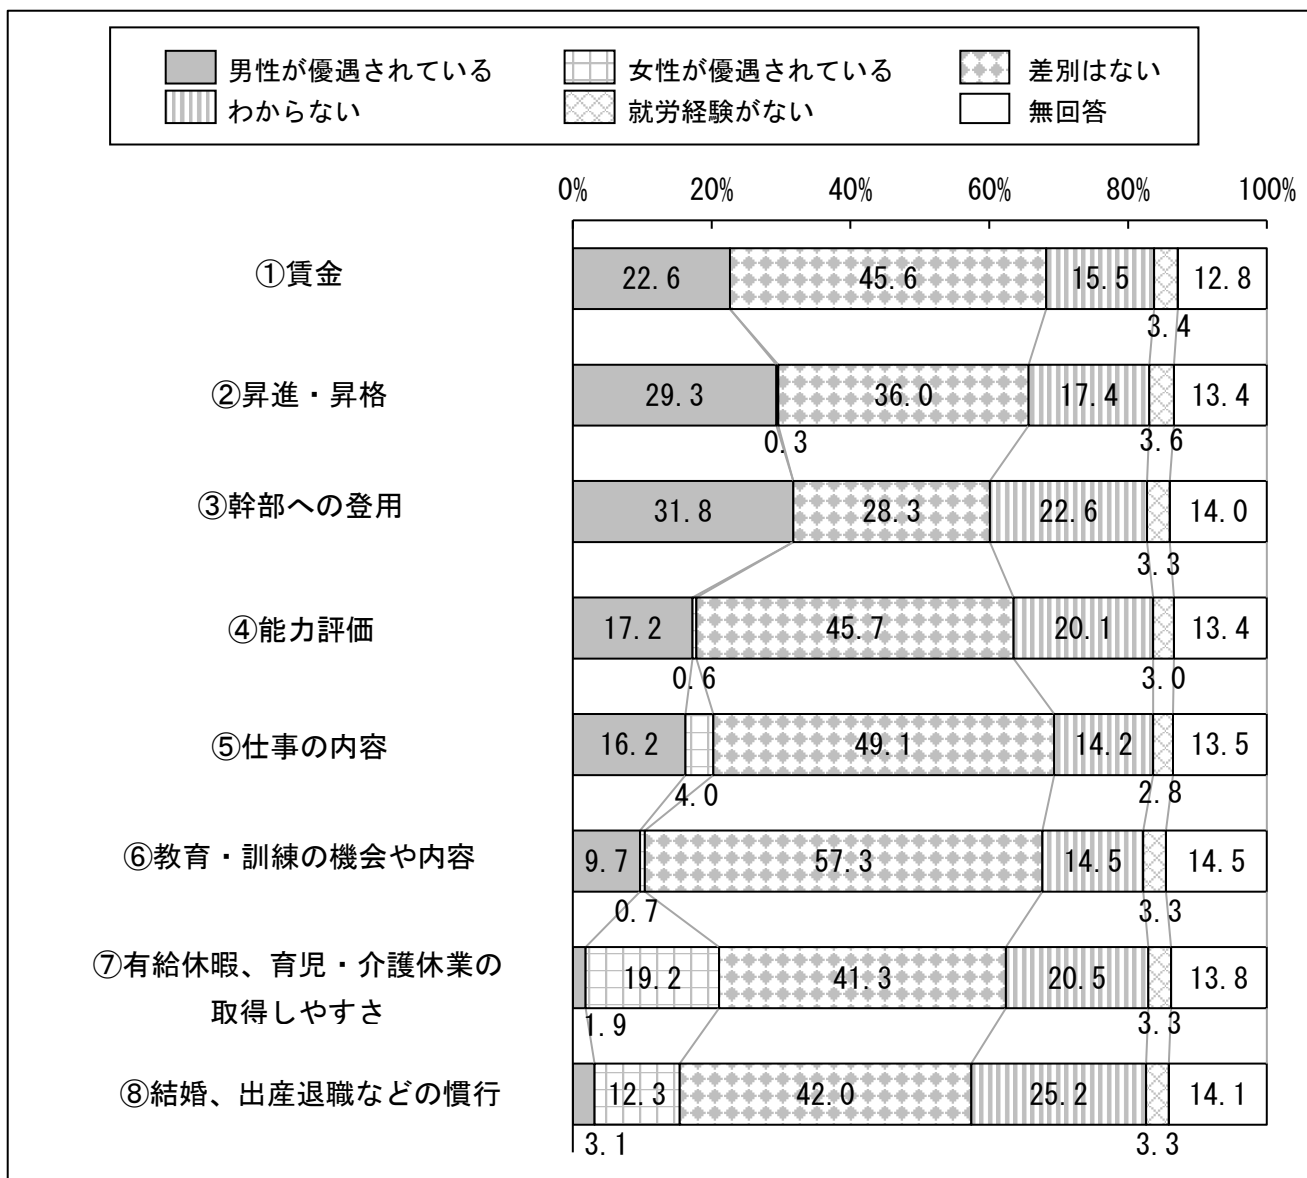 男性が優遇されている 女性が優遇されている 差別はない
わからない 就労経験がない 無回答
0% 20% 40% 60% 80% 100%
①賃金 22.6 45.6 15.5 12.8
3.4
②昇進・昇格 29.3 36.0 17.4 13.4
0.3 3.6
③幹部への登用 31.8 28.3 22.6 14.0
3.3
④能力評価 17.2 45.7 20.1 13.4
0.6 3.0
⑤仕事の内容 16.2 49.1 14.2 13.5
4.0 2.8
⑥教育・訓練の機会や内容 9.7 57.3 14.5 14.5
0.7 3.3
⑦有給休暇、育児・介護休業の 19.2 41.3 20.5 13.8
取得しやすさ 1.9 3.3
⑧結婚、出産退職などの慣行 12.3 42.0 25.2 14.1
3.1 3.3